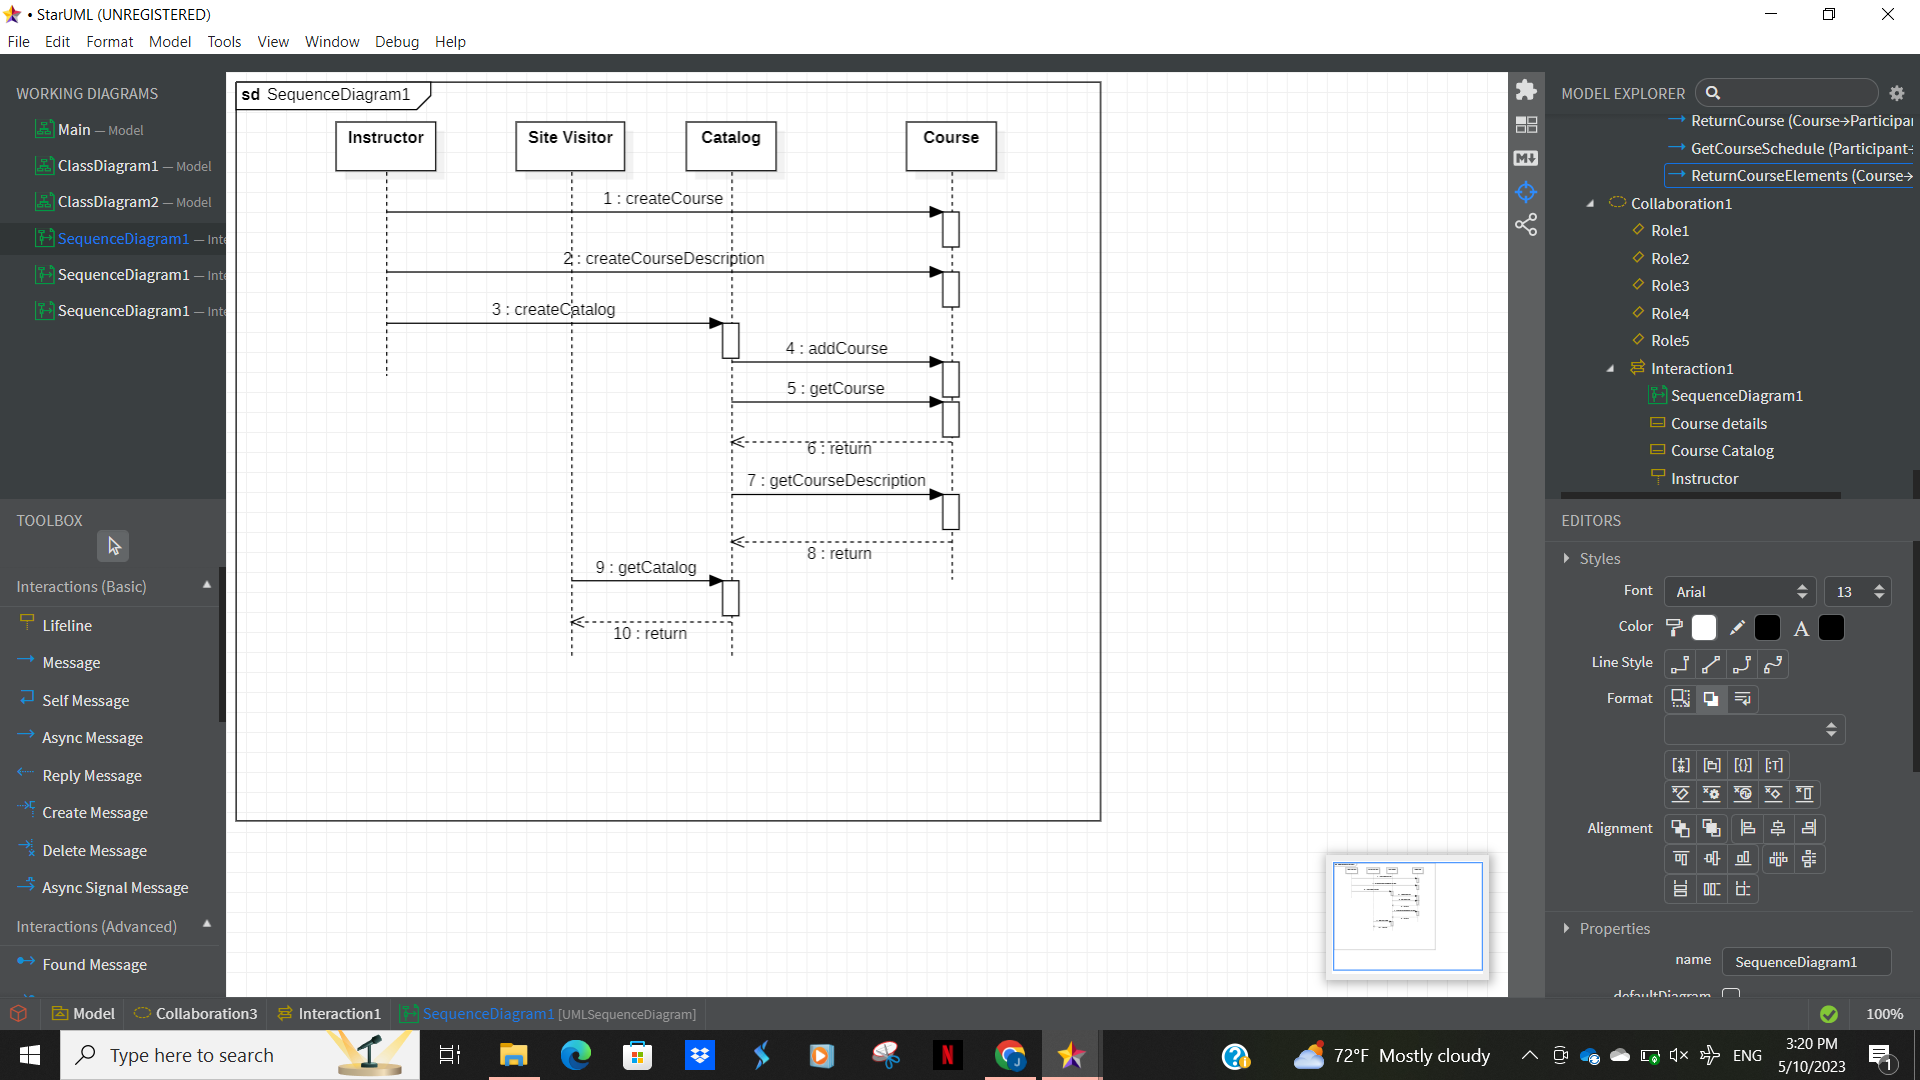 • StarUML (UNREGISTERED)
File Edit Format Model Tools View Window Debug Help
WORKING DIAGRAMS
Main — Model
ClassDiagram1 — Model
ClassDiagram2 — Model
SequenceDiagram1 — Inte
SequenceDiagram1 — Inte
SequenceDiagram1 — Inte
TOOLBOX
Interactions (Basic)
Lifeline
Message
Self Message
Async Message
Reply Message
Create Message
Delete Message
Async Signal Message
Interactions (Advanced)
Found Message
sd SequenceDiagram1
Instructor Site Visitor Catalog Course
1 : createCourse
2 : createCourseDescription
3 : createCatalog
4 : addCourse
5 : getCourse
6 : return
7 : getCourseDescription
8 : return
9 : getCatalog
10 : return
MODEL EXPLORER
ReturnCourse (Course→Participan
GetCourseSchedule (Participant→
ReturnCourseElements (Course→
Collaboration1
Role1
Role2
Role3
Role4
Role5
Interaction1
SequenceDiagram1
Course details
Course Catalog
Instructor
EDITORS
Styles
Font Arial 13
Color A
Line Style
Format
Alignment
Properties
name SequenceDiagram1
defaultDiagram
Model Collaboration3 Interaction1 SequenceDiagram1 [UMLSequenceDiagram] 100%
Type here to search
72°F Mostly cloudy
ENG
3:20 PM
5/10/2023
1